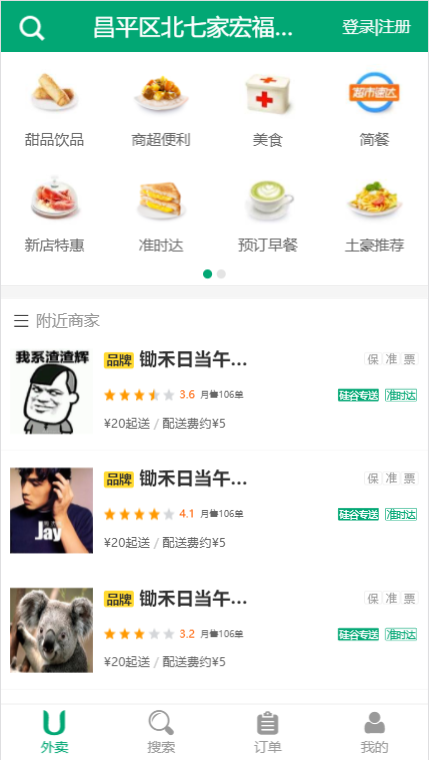 昌平区北七家宏福...
登录|注册
超市速达
甜品饮品
商超便利
美食
简餐
新店特惠
准时达
预订早餐
土豪推荐
附近商家
我系渣渣辉
品牌 锄禾日当午... 保 准 票
3.6 月售106单 硅谷专送 准时达
¥20起送 / 配送费约¥5
Jay
品牌 锄禾日当午... 保 准 票
4.1 月售106单 硅谷专送 准时达
¥20起送 / 配送费约¥5
品牌 锄禾日当午... 保 准 票
3.2 月售106单 硅谷专送 准时达
¥20起送 / 配送费约¥5
外卖
搜索
订单
我的